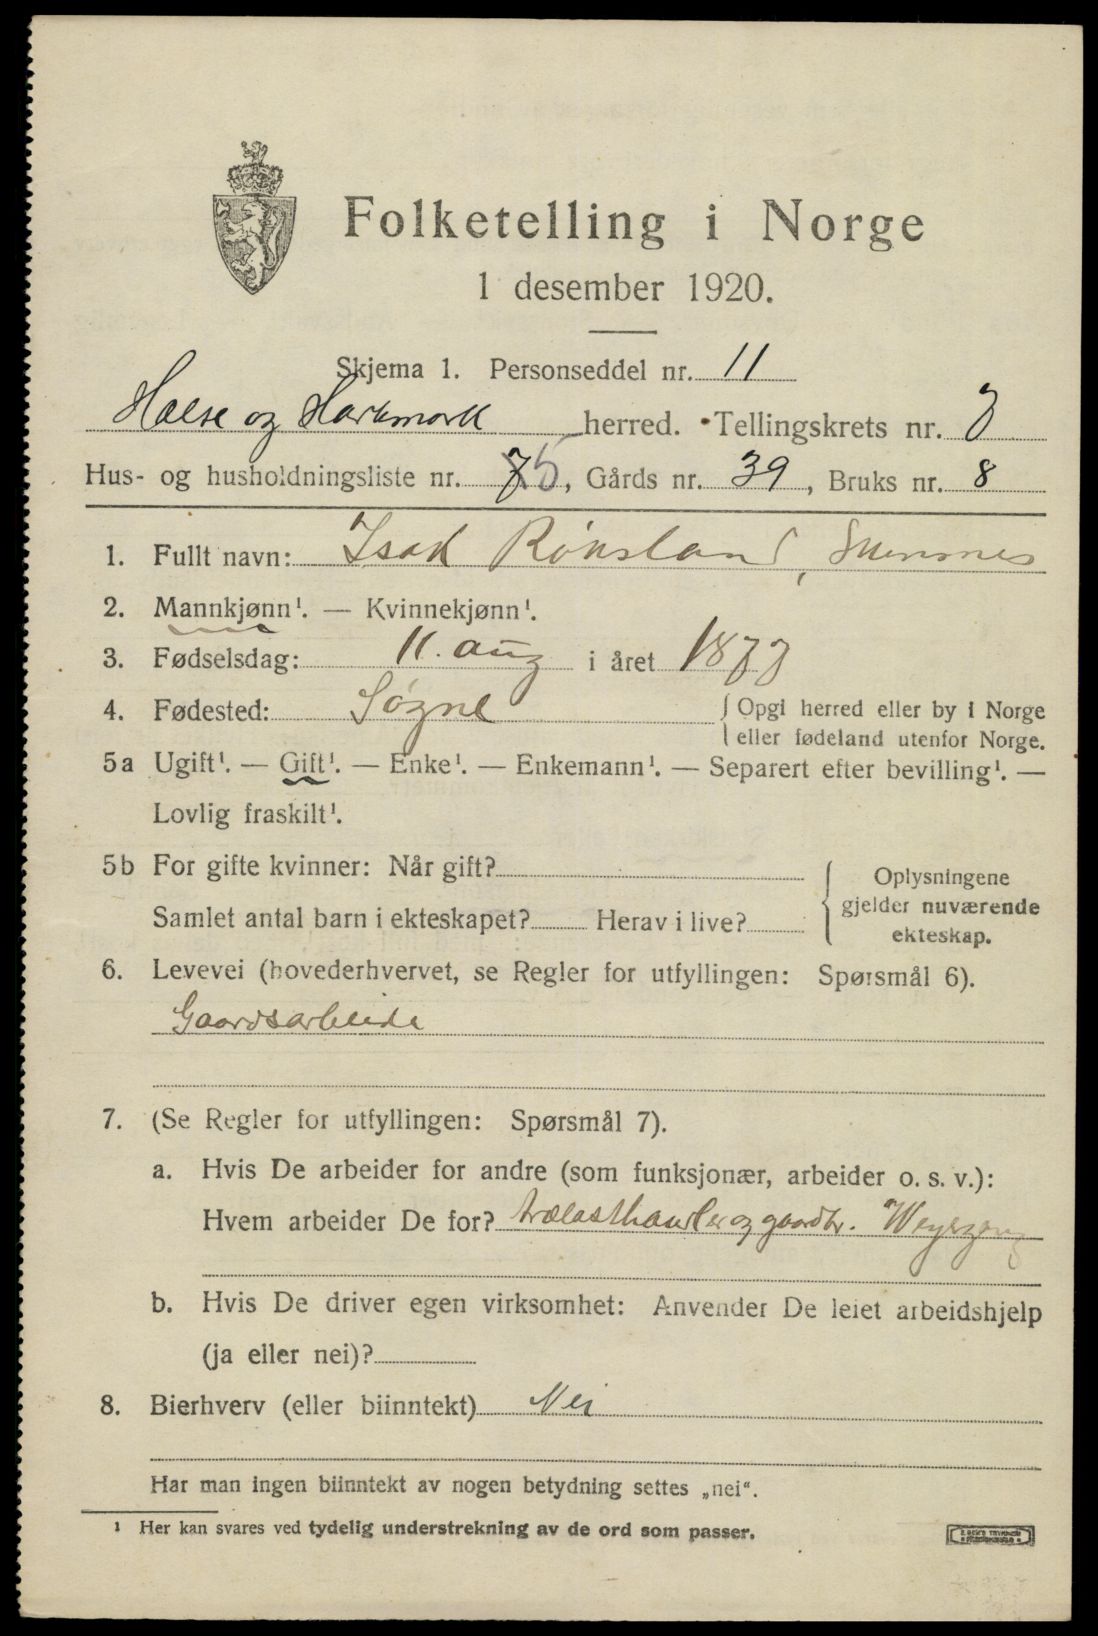 Folketelling i Norge
1 desember 1920.
Skjema 1. Personseddel nr. 11
Halse og Harkmark herred. Tellingskrets nr. 7
Hus- og husholdningsliste nr. 75, Gårds nr. 39, Bruks nr. 8
1. Fullt navn: Isak Rønsland,
2. Mannkjønn¹. — Kvinnekjønn¹.
3. Fødselsdag: 11. aug i året 1877
4. Fødested: Søgne { Opgi herred eller by i Norge
eller fødeland utenfor Norge.
5a Ugift¹. — Gift¹. — Enke¹. — Enkemann¹. — Separert efter bevilling¹. —
Lovlig fraskilt¹.
5b For gifte kvinner: Når gift?
Samlet antal barn i ekteskapet? Herav i live?
{ Oplysningene
gjelder nuværende
ekteskap.
6. Levevei (hovederhvervet, se Regler for utfyllingen: Spørsmål 6).
Gaardsarbeide
7. (Se Regler for utfyllingen: Spørsmål 7).
a. Hvis De arbeider for andre (som funksjonær, arbeider o. s. v.):
Hvem arbeider De for? trælasthandler og gaardbr.
b. Hvis De driver egen virksomhet: Anvender De leiet arbeidshjelp
(ja eller nei)?
8. Bierhverv (eller biinntekt) Nei
Har man ingen biinntekt av nogen betydning settes „nei“.
¹ Her kan svares ved tydelig understrekning av de ord som passer.